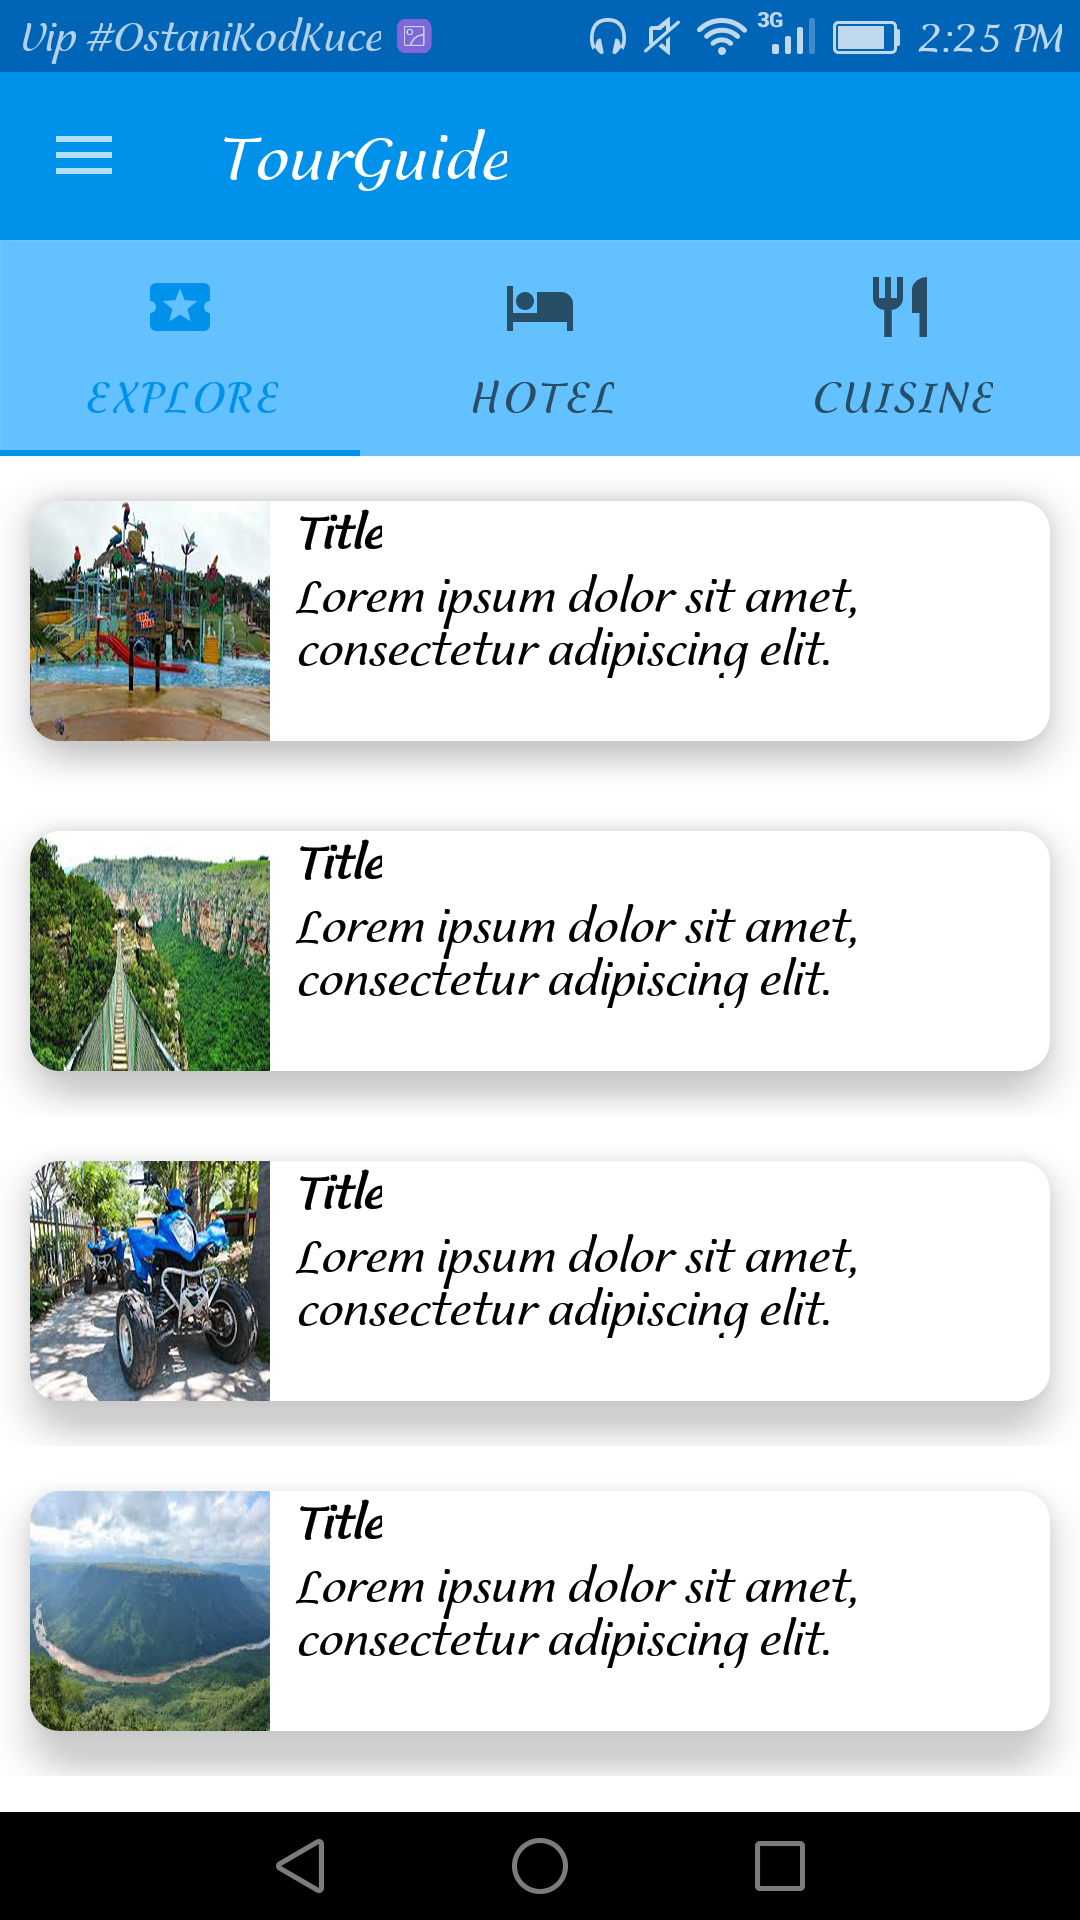 Vip #OstaniKodKuce 3G 2:25 PM
TourGuide
EXPLORE HOTEL CUISINE
Title
Lorem ipsum dolor sit amet,
consectetur adipiscing elit.
Title
Lorem ipsum dolor sit amet,
consectetur adipiscing elit.
Title
Lorem ipsum dolor sit amet,
consectetur adipiscing elit.
Title
Lorem ipsum dolor sit amet,
consectetur adipiscing elit.